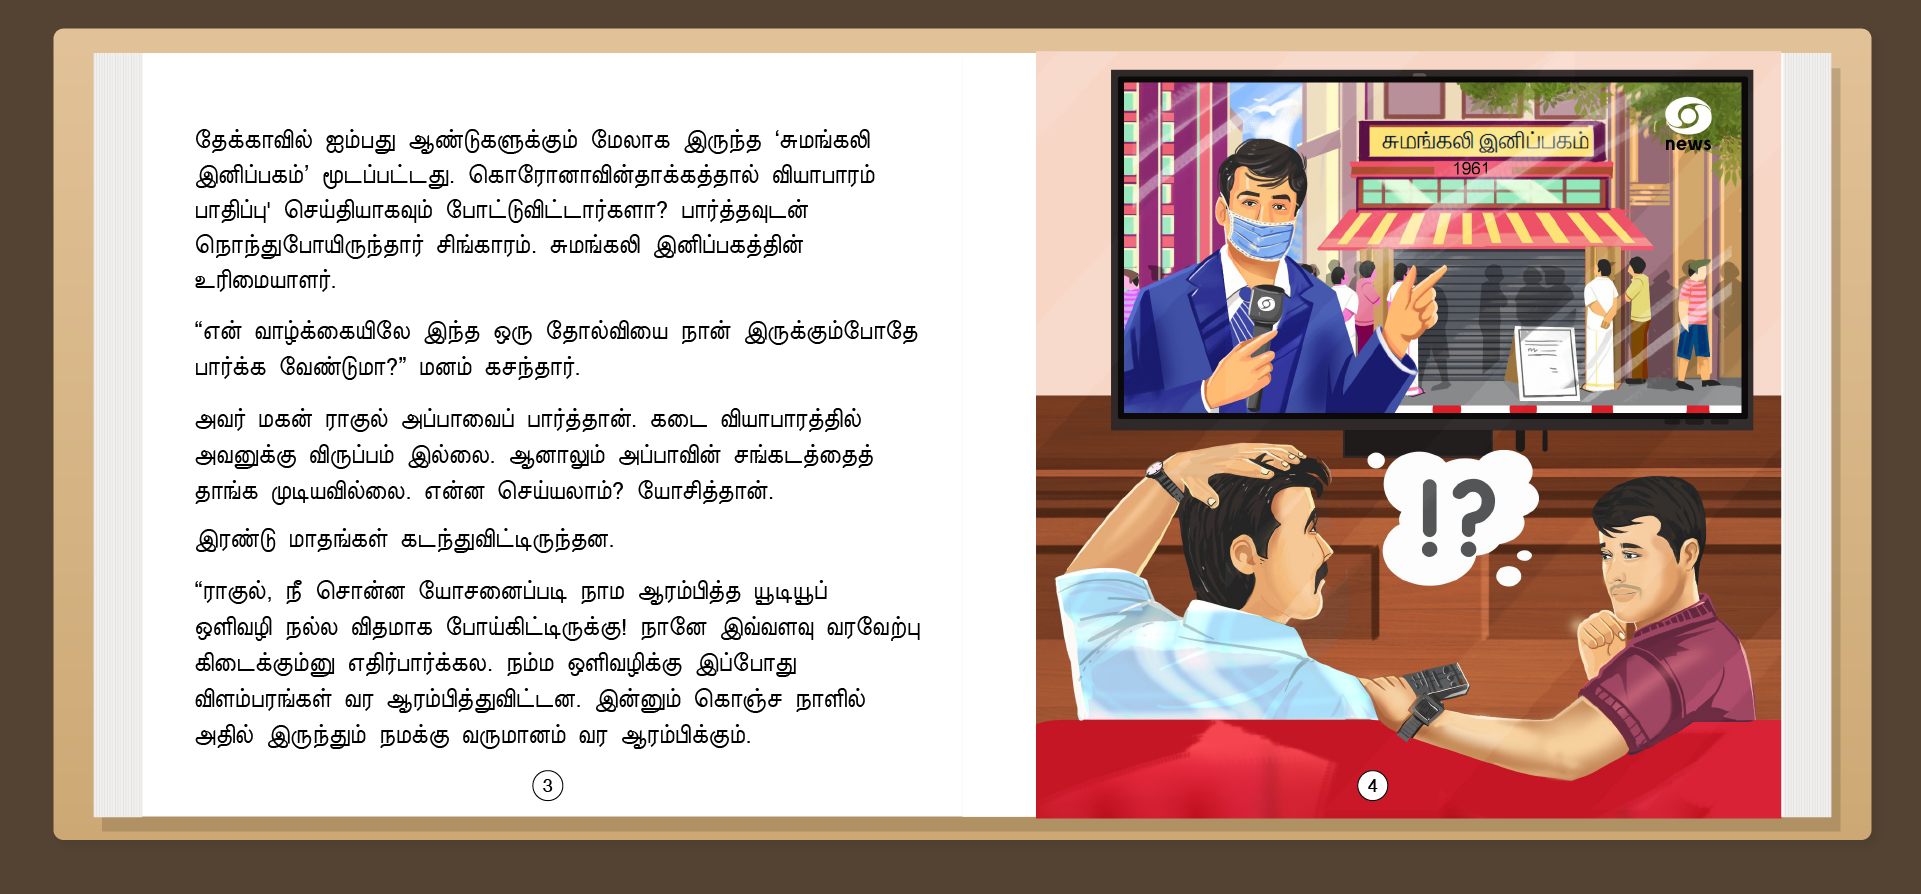 தேக்காவில் ஐம்பது ஆண்டுகளுக்கும் மேலாக இருந்த ‘சுமங்கலி
இனிப்பகம்’ மூடப்பட்டது. கொரோனாவின்தாக்கத்தால் வியாபாரம்
பாதிப்பு' செய்தியாகவும் போட்டுவிட்டார்களா? பார்த்தவுடன்
நொந்துபோயிருந்தார் சிங்காரம். சுமங்கலி இனிப்பகத்தின்
உரிமையாளர்.
“என் வாழ்க்கையிலே இந்த ஒரு தோல்வியை நான் இருக்கும்போதே
பார்க்க வேண்டுமா?” மனம் கசந்தார்.
அவர் மகன் ராகுல் அப்பாவைப் பார்த்தான். கடை வியாபாரத்தில்
அவனுக்கு விருப்பம் இல்லை. ஆனாலும் அப்பாவின் சங்கடத்தைத்
தாங்க முடியவில்லை. என்ன செய்யலாம்? யோசித்தான்.
இரண்டு மாதங்கள் கடந்துவிட்டிருந்தன.
“ராகுல், நீ சொன்ன யோசனைப்படி நாம ஆரம்பித்த யூடியூப்
ஒளிவழி நல்ல விதமாக போய்கிட்டிருக்கு! நானே இவ்வளவு வரவேற்பு
கிடைக்கும்னு எதிர்பார்க்கல. நம்ம ஒளிவழிக்கு இப்போது
விளம்பரங்கள் வர ஆரம்பித்துவிட்டன. இன்னும் கொஞ்ச நாளில்
அதில் இருந்தும் நமக்கு வருமானம் வர ஆரம்பிக்கும்.
3
சுமங்கலி இனிப்பகம்
1961
news
!?
4